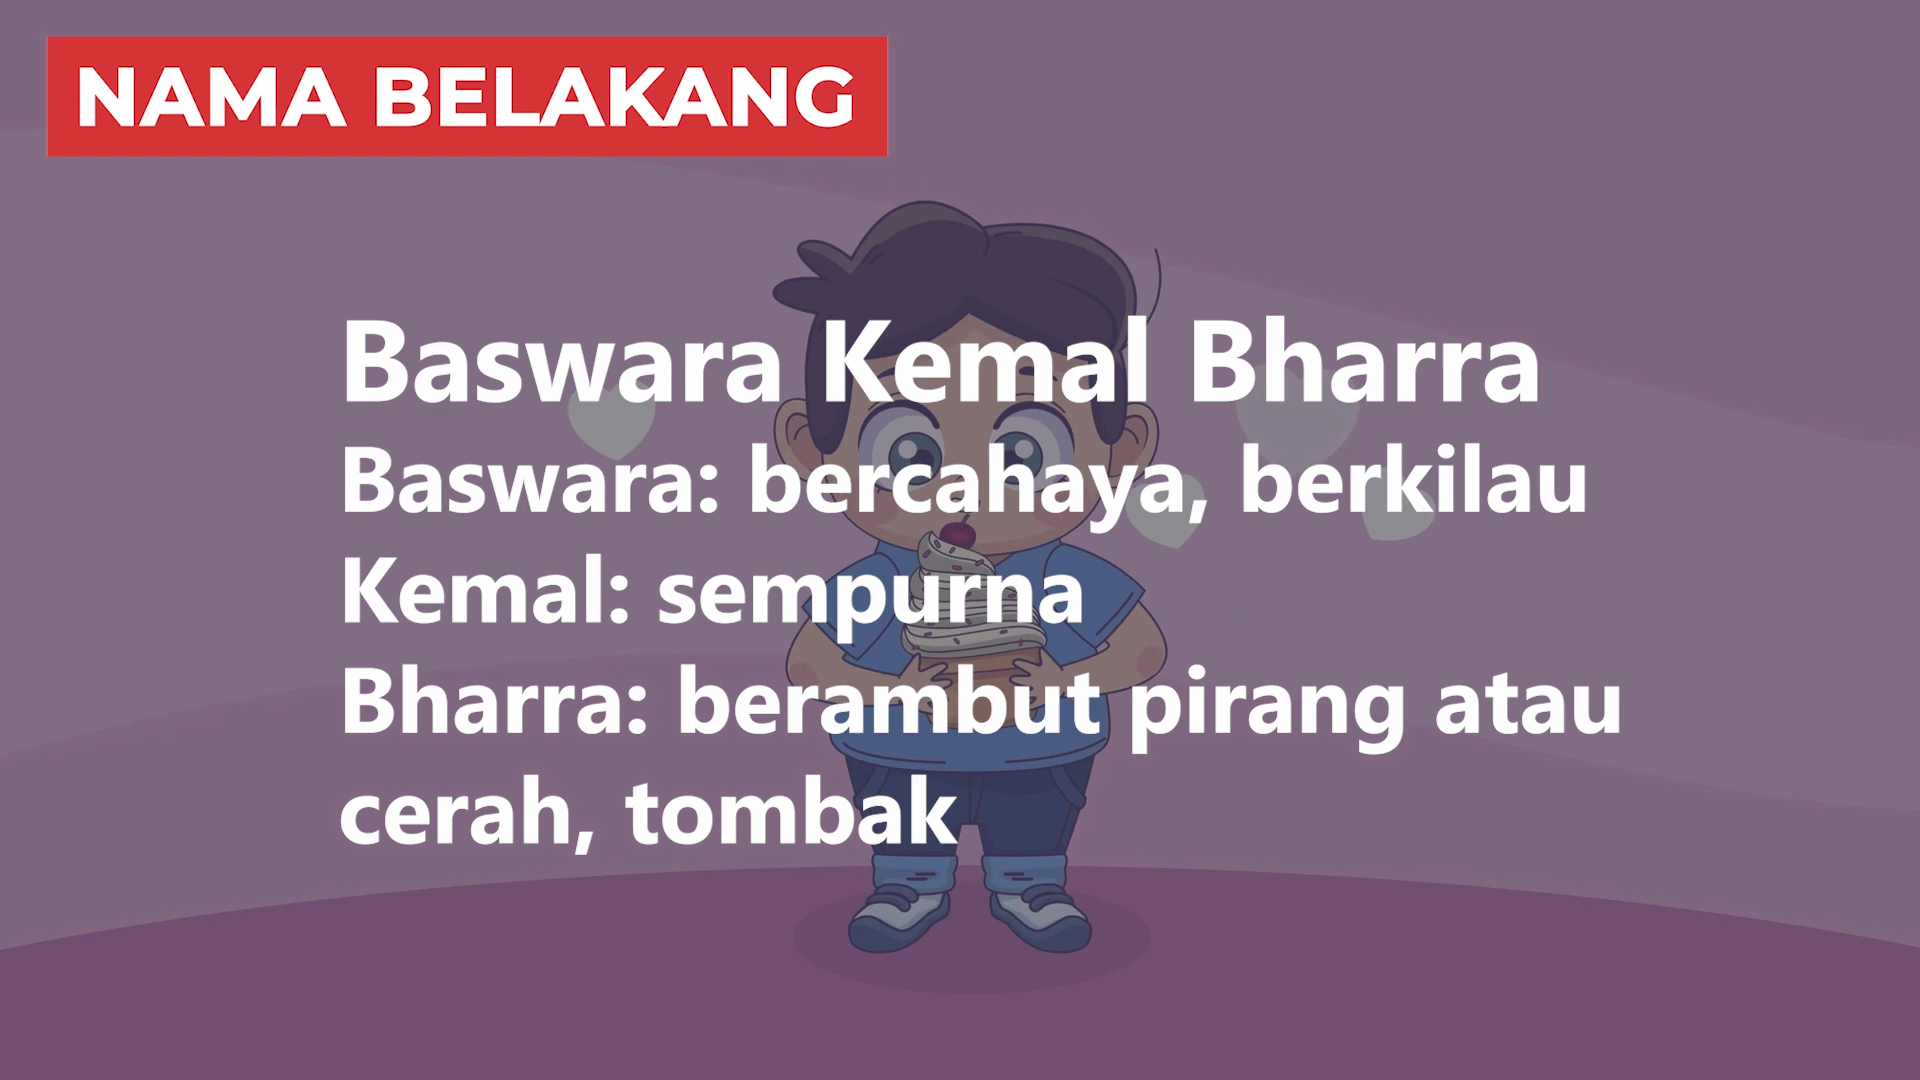 NAMA BELAKANG
Baswara Kemal Bharra
Baswara: bercahaya, berkilau
Kemal: sempurna
Bharra: berambut pirang atau
cerah, tombak